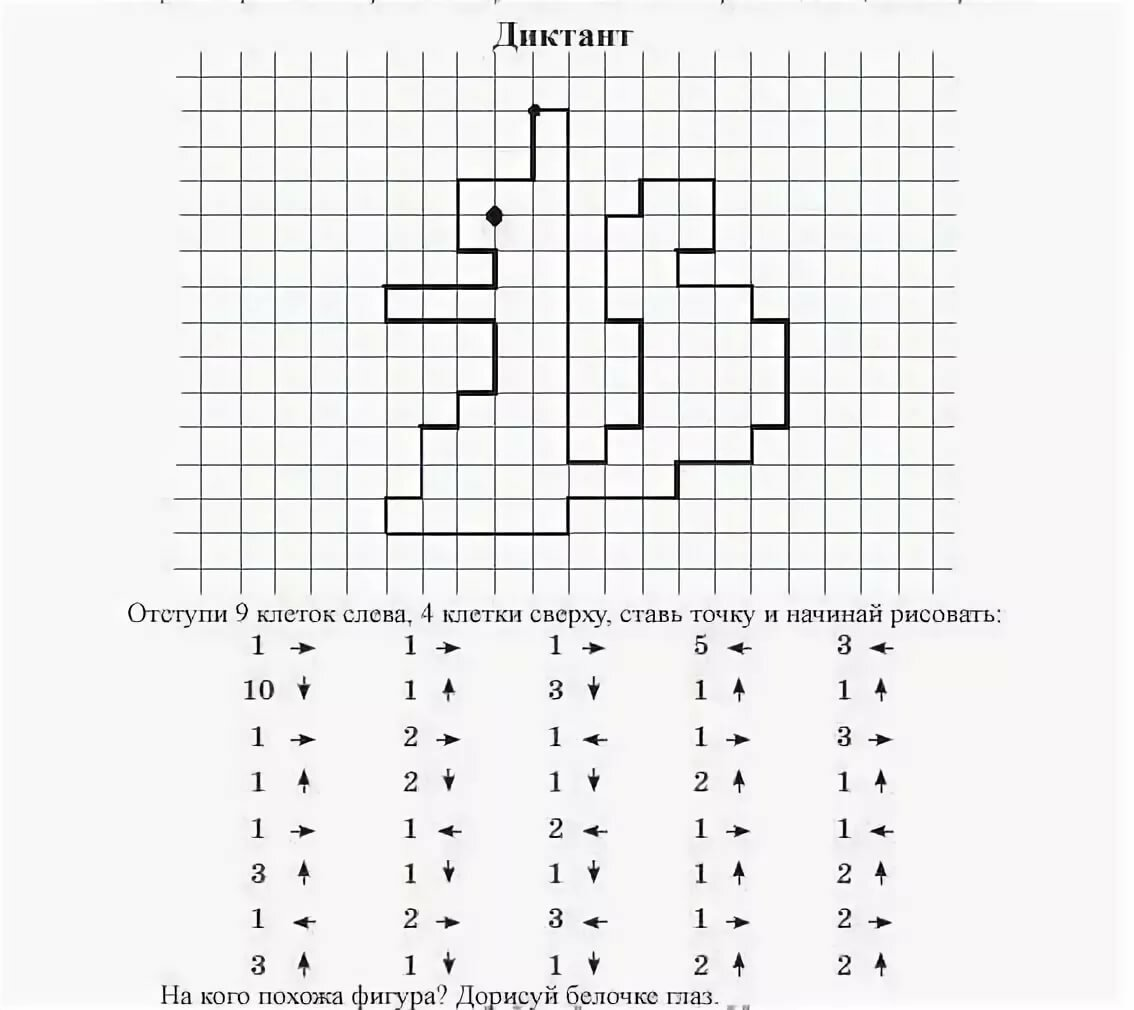 Диктант
Отступи 9 клеток слева, 4 клетки сверху, ставь точку и начинай рисовать:
1 → 1 → 1 → 5 ← 3 ←
10 ↓ 1 ↑ 3 ↓ 1 ↑ 1 ↑
1 → 2 → 1 ← 1 → 3 →
1 ↑ 2 ↓ 1 ↓ 2 ↑ 1 ↑
1 → 1 ← 2 ← 1 → 1 ←
3 ↑ 1 ↓ 1 ↓ 1 ↑ 2 ↑
1 ← 2 → 3 ← 1 → 2 →
3 ↑ 1 ↓ 1 ↓ 2 ↑ 2 ↑
На кого похожа фигура? Дорисуй белочке глаз.